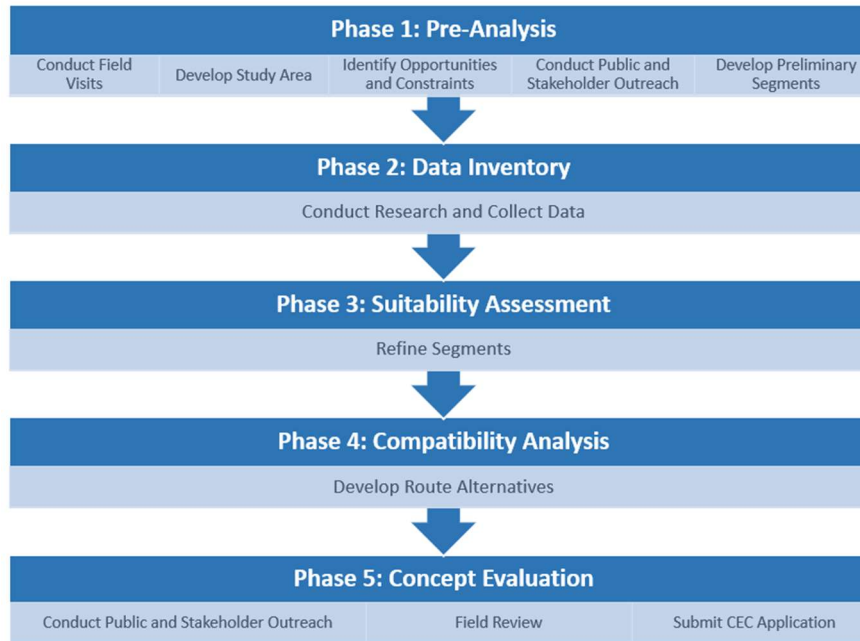 Phase 1: Pre-Analysis
Conduct Field
Visits
Develop Study Area
Identify Opportunities
and Constraints
Conduct Public and
Stakeholder Outreach
Develop Preliminary
Segments
Phase 2: Data Inventory
Conduct Research and Collect Data
Phase 3: Suitability Assessment
Refine Segments
Phase 4: Compatibility Analysis
Develop Route Alternatives
Phase 5: Concept Evaluation
Conduct Public and Stakeholder Outreach
Field Review
Submit CEC Application